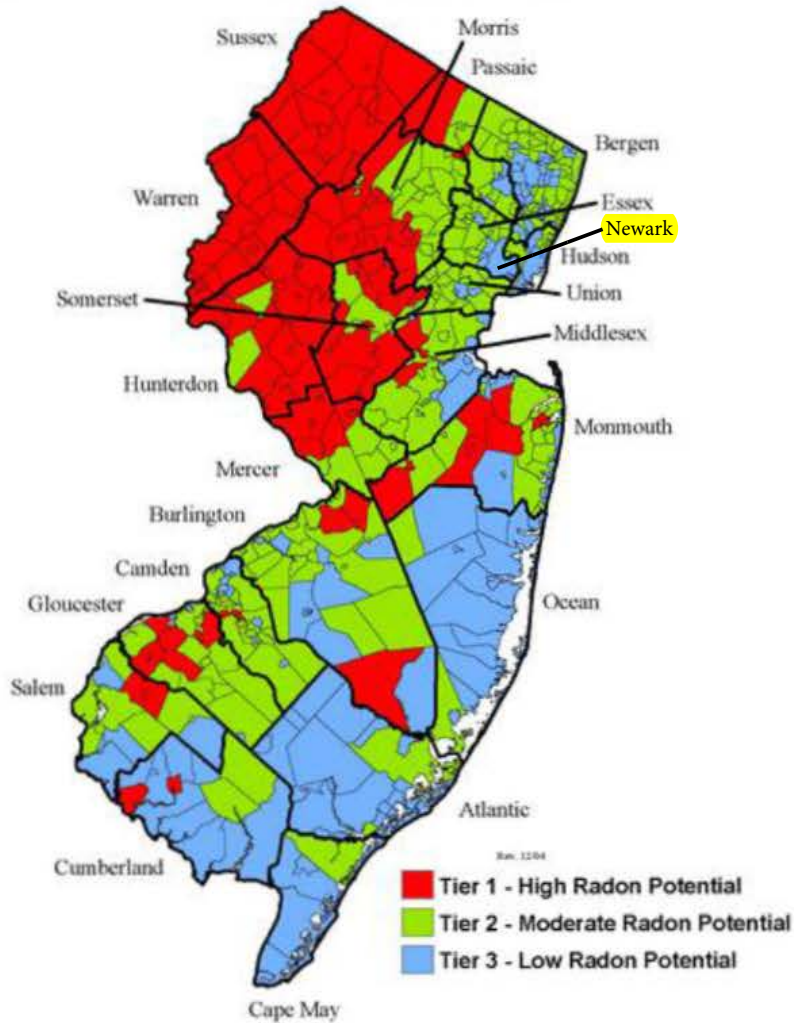 Sussex
Morris
Passaic
Bergen
Warren
Essex
Newark
Hudson
Somerset
Union
Middlesex
Hunterdon
Monmouth
Mercer
Burlington
Camden
Gloucester
Ocean
Salem
Atlantic
Cumberland
Tier 1 - High Radon Potential
Tier 2 - Moderate Radon Potential
Tier 3 - Low Radon Potential
Cape May